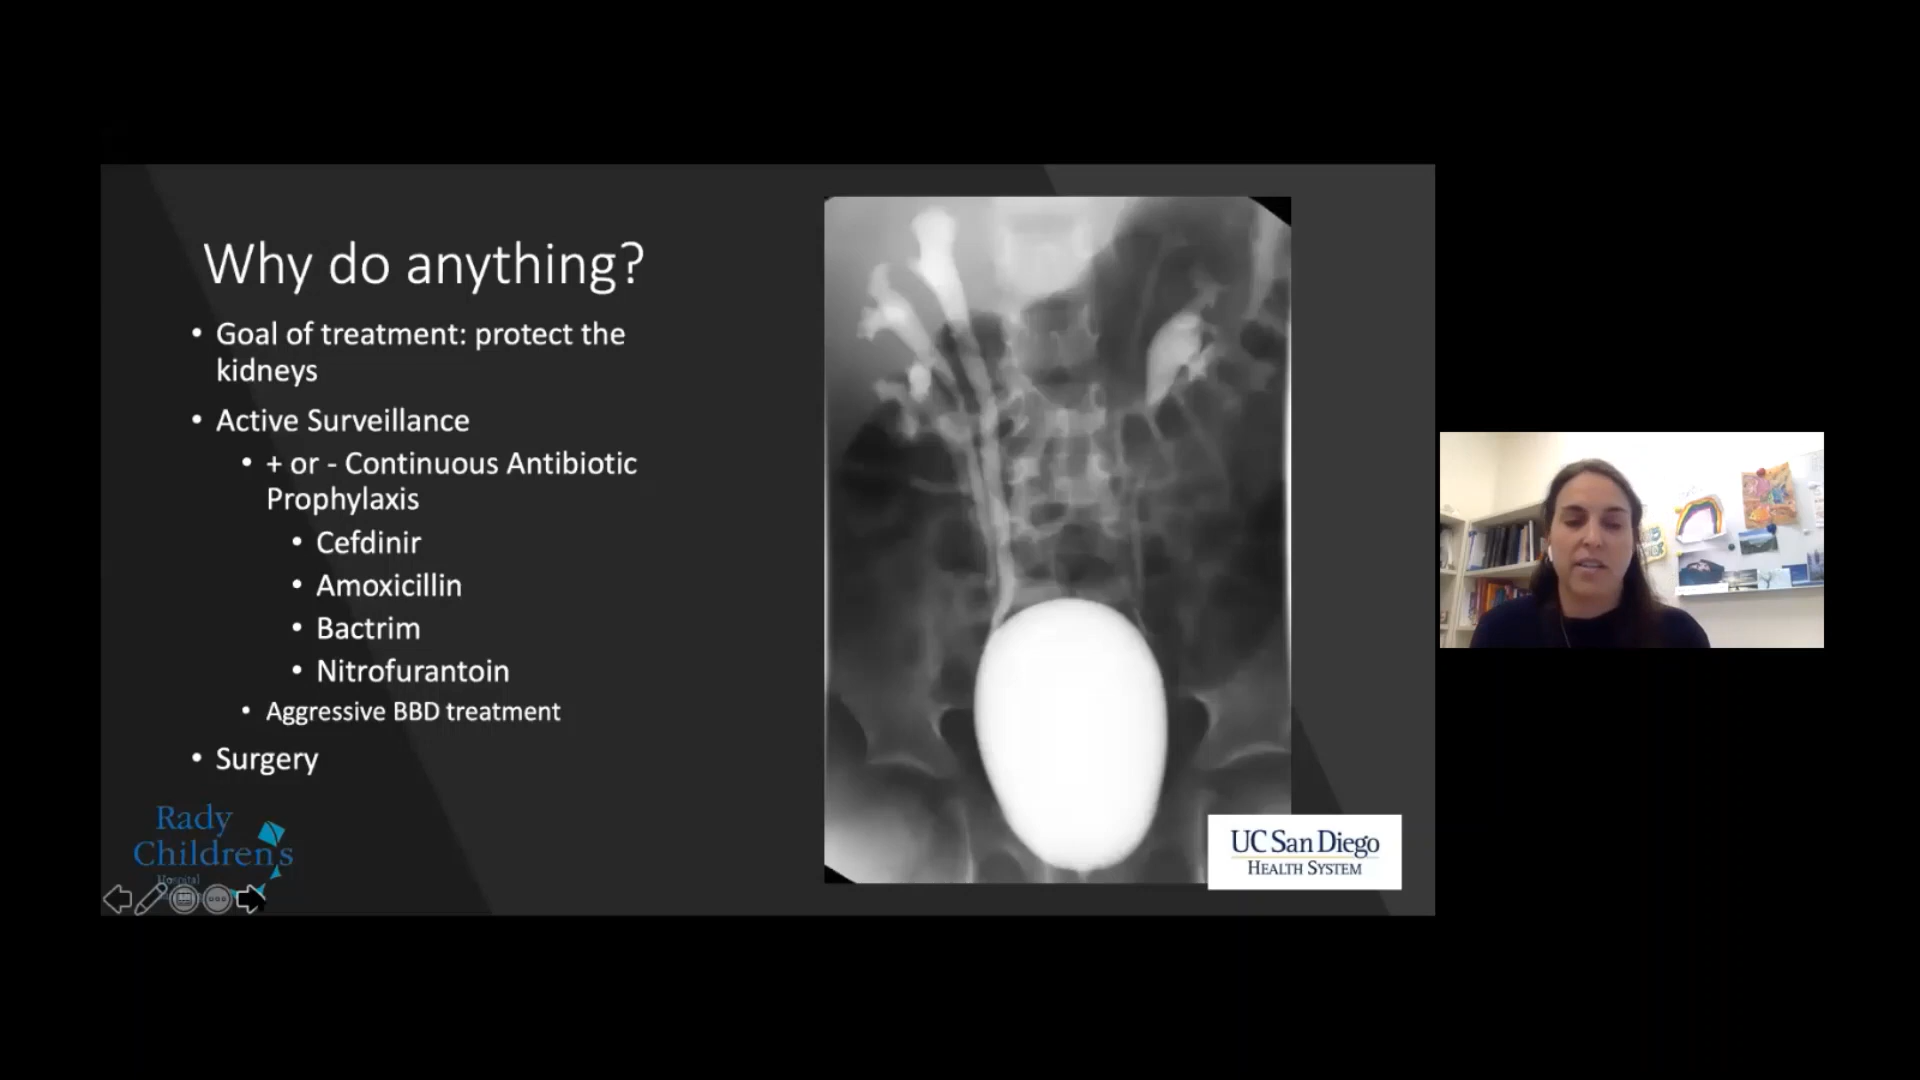 Why do anything?
• Goal of treatment: protect the
kidneys
• Active Surveillance
• + or - Continuous Antibiotic
Prophylaxis
• Cefdinir
• Amoxicillin
• Bactrim
• Nitrofurantoin
• Aggressive BBD treatment
• Surgery
Rady
Children's
Hospital
UC San Diego
HEALTH SYSTEM